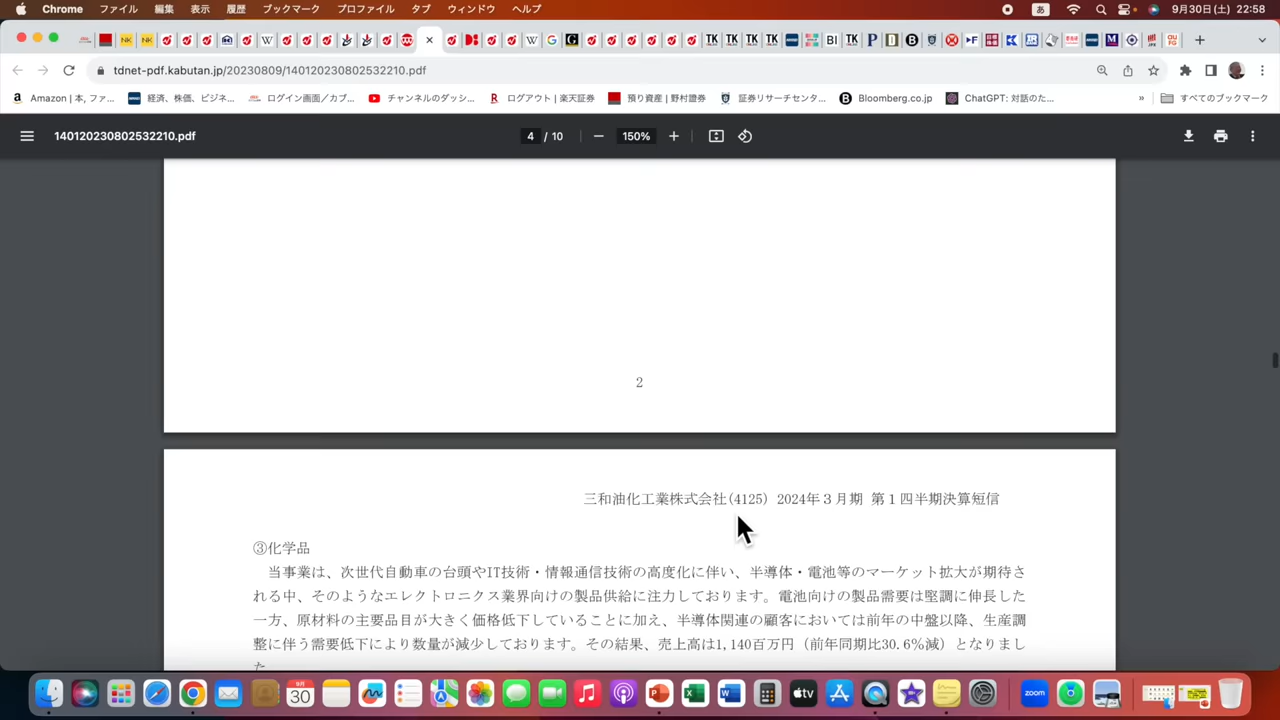 Chrome ファイル 編集 表示 履歴 ブックマーク プロファイル タブ ウィンドウ ヘルプ あ 9月30日(土) 22:58
tdnet-pdf.kabutan.jp/20230809/140120230802532210.pdf
Amazon | 本, ファ... 経済、株価、ビジネ... ログイン画面／カブ... チャンネルのダッシ... ログアウト | 楽天証券 預り資産 | 野村證券 証券リサーチセンタ... Bloomberg.co.jp ChatGPT: 対話のた... » すべてのブックマーク
140120230802532210.pdf 4 / 10 150%
2
三和油化工業株式会社(4125) 2024年３月期 第１四半期決算短信
③化学品
当事業は、次世代自動車の台頭やIT技術・情報通信技術の高度化に伴い、半導体・電池等のマーケット拡大が期待さ
れる中、そのようなエレクトロニクス業界向けの製品供給に注力しております。電池向けの製品需要は堅調に伸長した
一方、原材料の主要品目が大きく価格低下していることに加え、半導体関連の顧客においては前年の中盤以降、生産調
整に伴う需要低下により数量が減少しております。その結果、売上高は1,140百万円（前年同期比30.6％減）となりまし
た